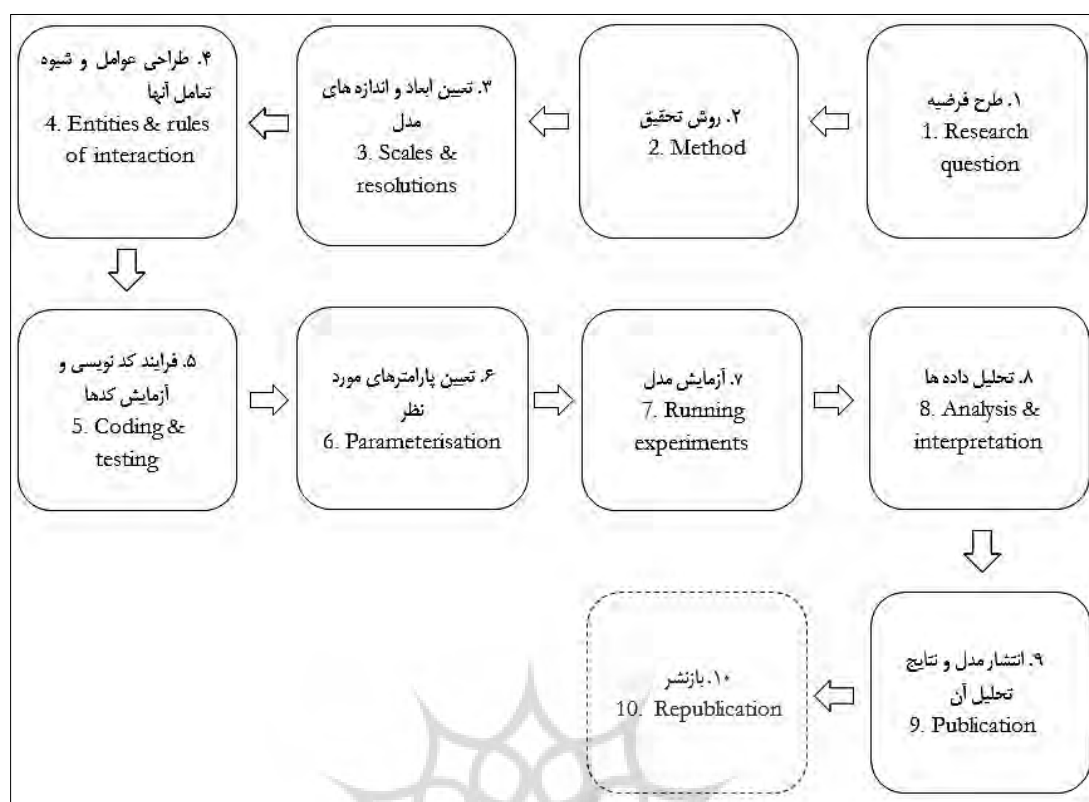 ۱. طرح فرضیه
1. Research
question
۲. روش تحقیق
2. Method
۳. تعیین ابعاد و اندازه های
مدل
3. Scales &
resolutions
۴. طراحی عوامل و شیوه
تعامل آنها
4. Entities & rules
of interaction
۵. فرایند کد نویسی و
آزمایش کدها
5. Coding &
testing
۶. تعیین پارامترهای مورد
نظر
6. Parameterisation
۷. آزمایش مدل
7. Running
experiments
۸. تحلیل داده ها
8. Analysis &
interpretation
۹. انتشار مدل و نتایج
تحلیل آن
9. Publication
۱۰. بازنشر
10. Republication